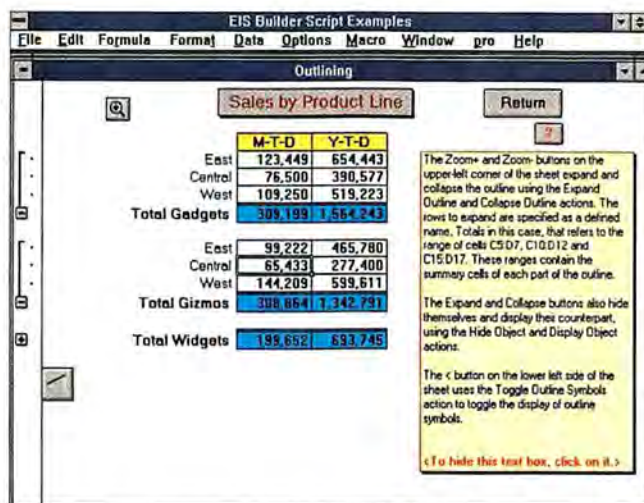 EIS Builder Script Examples
File Edit Formula Format Data Options Macro Window pro Help
Outlining
Sales by Product Line
Return
?
M-T-D Y-T-D
East 123,449 654,443
Central 76,500 390,577
West 109,250 519,223
Total Gadgets 309,199 1,564,243
East 99,222 465,780
Central 65,433 277,400
West 144,209 599,611
Total Gizmos 308,864 1,342,791
Total Widgets 199,652 693,745
The Zoom+ and Zoom- buttons on the
upper-left corner of the sheet expand and
collapse the outline using the Expand
Outline and Collapse Outline actions. The
rows to expand are specified as a defined
name, Totals in this case, that refers to the
range of cells C5:D7, C10:D12 and
C15:D17. These ranges contain the
summary cells of each part of the outline.
The Expand and Collapse buttons also hide
themselves and display their counterpart,
using the Hide Object and Display Object
actions.
The < button on the lower left side of the
sheet uses the Toggle Outline Symbols
action to toggle the display of outline
symbols.
<To hide this text box, click on it.>